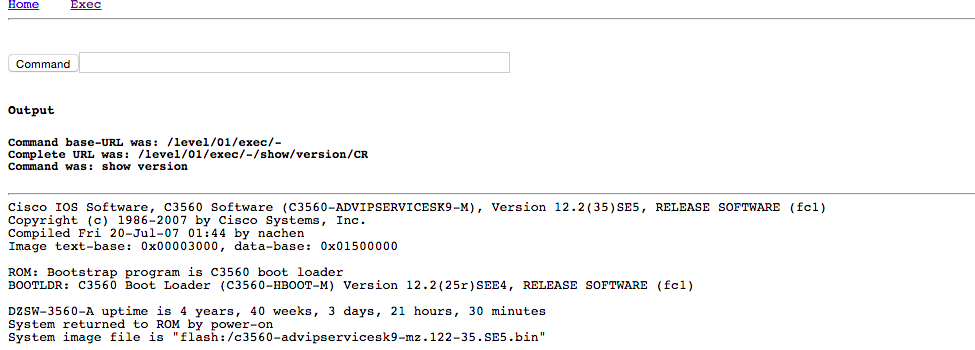 Home Exec
Command
Output
Command base-URL was: /level/01/exec/-
Complete URL was: /level/01/exec/-/show/version/CR
Command was: show version
Cisco IOS Software, C3560 Software (C3560-ADVIPSERVICESK9-M), Version 12.2(35)SE5, RELEASE SOFTWARE (fc1)
Copyright (c) 1986-2007 by Cisco Systems, Inc.
Compiled Fri 20-Jul-07 01:44 by nachen
Image text-base: 0x00003000, data-base: 0x01500000
ROM: Bootstrap program is C3560 boot loader
BOOTLDR: C3560 Boot Loader (C3560-HBOOT-M) Version 12.2(25r)SEE4, RELEASE SOFTWARE (fc1)
DZSW-3560-A uptime is 4 years, 40 weeks, 3 days, 21 hours, 30 minutes
System returned to ROM by power-on
System image file is "flash:/c3560-advipservicesk9-mz.122-35.SE5.bin"